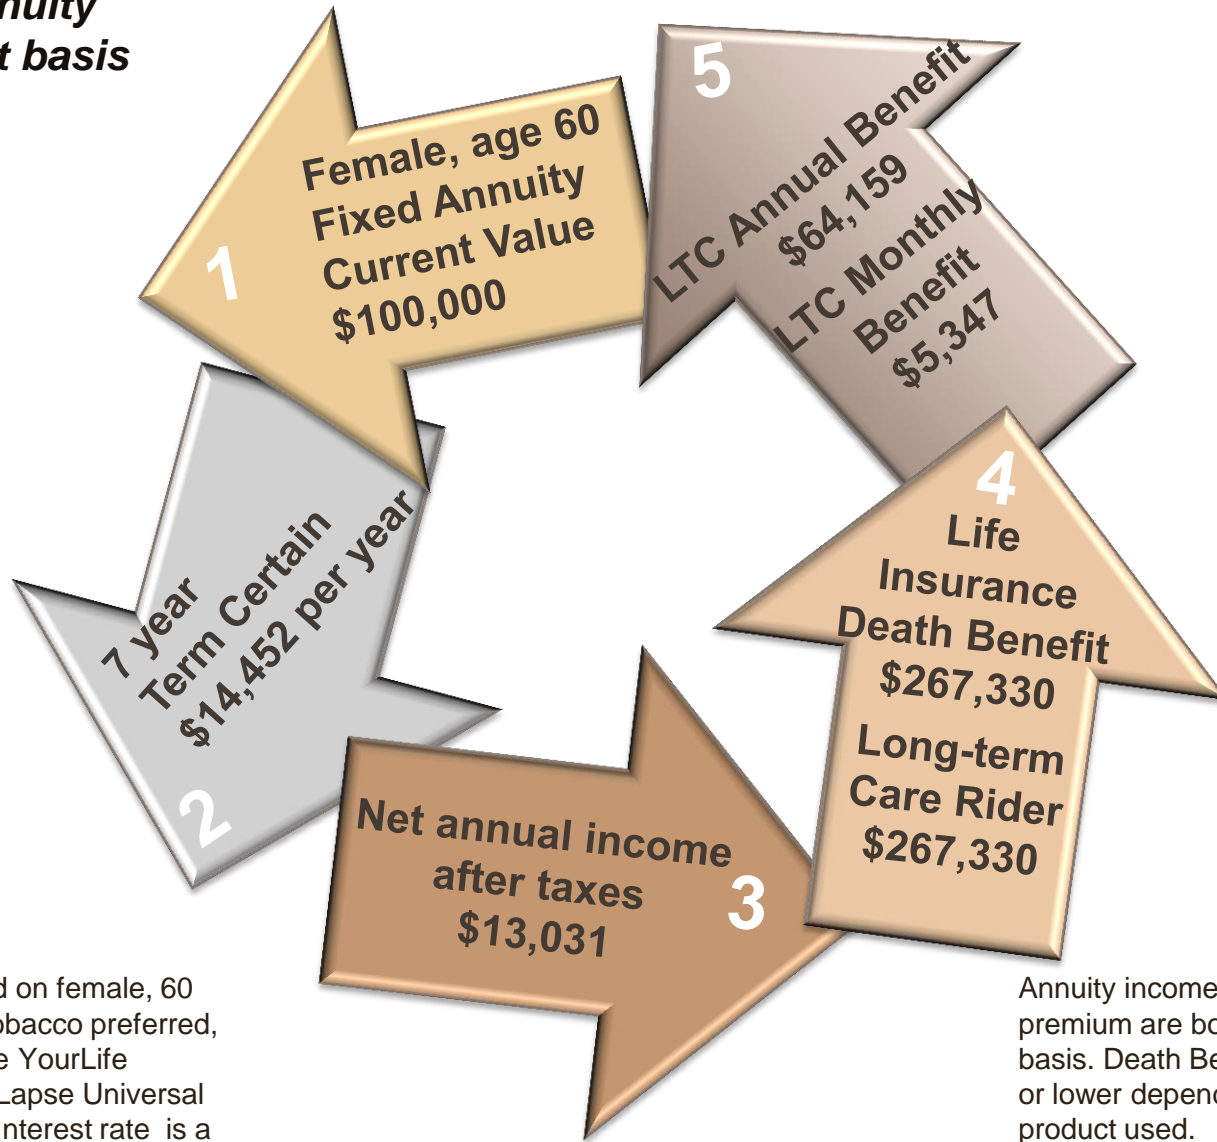 t basis
1
Female, age 60
Fixed Annuity
Current Value
$100,000
2
7 year
Term Certain
$14,452 per year
3
Net annual income
after taxes
$13,031
4
Life
Insurance
Death Benefit
$267,330
Long-term
Care Rider
$267,330
5
LTC Annual Benefit
$64,159
LTC Monthly
Benefit
$5,347
d on female, 60
obacco preferred,
e YourLife
Lapse Universal
nterest rate is a
Annuity income
premium are bo
basis. Death Be
or lower depend
product used.